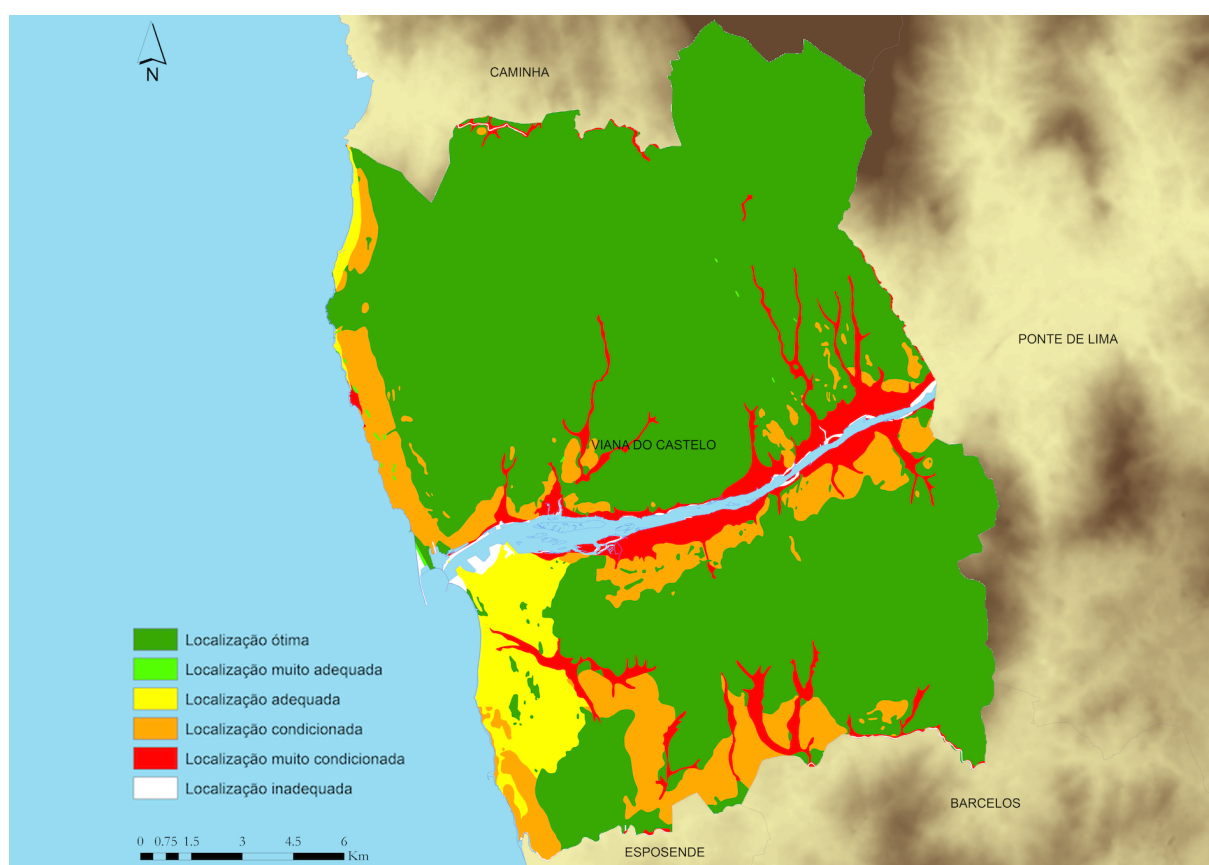 N
CAMINHA
PONTE DE LIMA
VIANA DO CASTELO
Localização ótima
Localização muito adequada
Localização adequada
Localização condicionada
Localização muito condicionada
Localização inadequada
BARCELOS
0 0.75 1.5 3 4.5 6
Km
ESPOSENDE